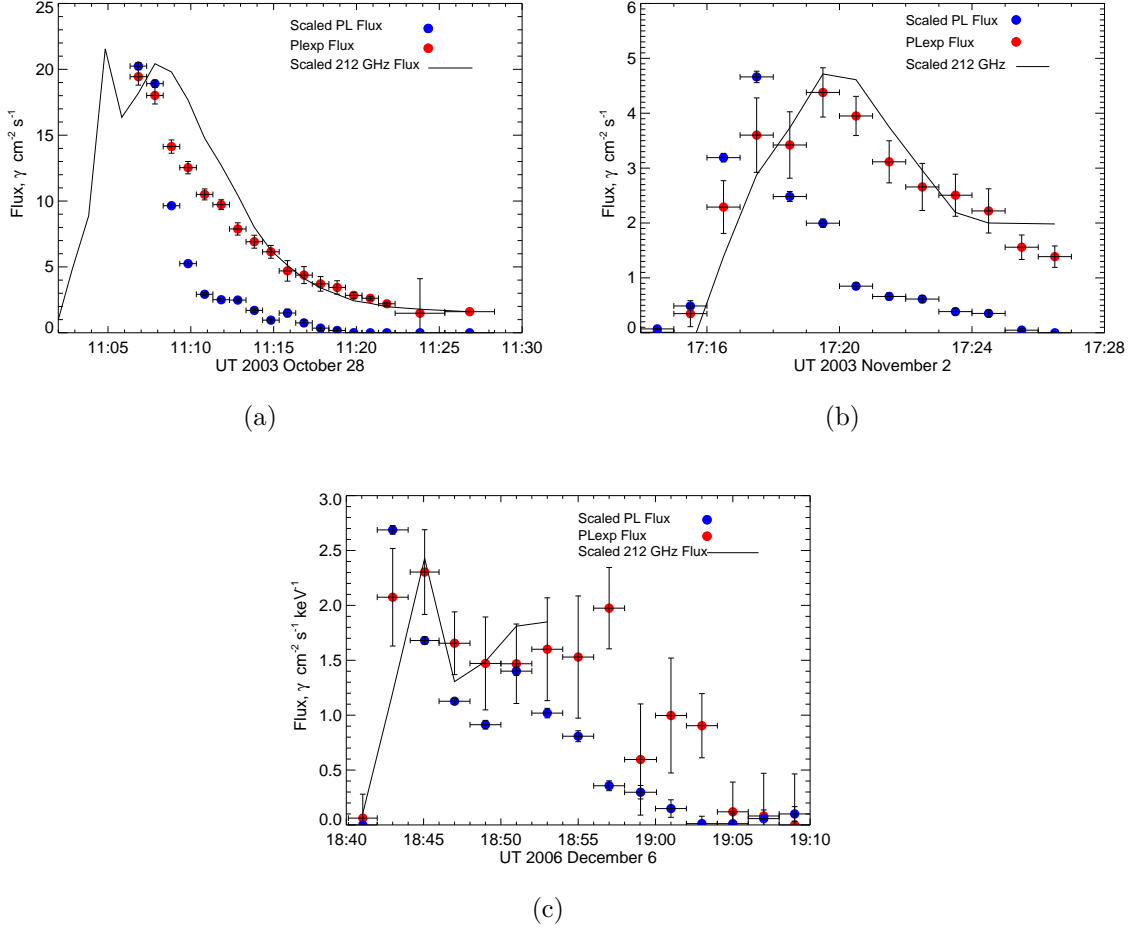 Scaled PL Flux
Plexp Flux
Scaled 212 GHz Flux
Flux, γ cm⁻² s⁻¹
25
20
15
10
5
0
11:05 11:10 11:15 11:20 11:25 11:30
UT 2003 October 28
(a)
Scaled PL Flux
PLexp Flux
Scaled 212 GHz
Flux, γ cm⁻² s⁻¹
6
5
4
3
2
1
0
17:16 17:20 17:24 17:28
UT 2003 November 2
(b)
Scaled PL Flux
PLexp Flux
Scaled 212 GHz Flux
Flux, γ cm⁻² s⁻¹ keV⁻¹
3.0
2.5
2.0
1.5
1.0
0.5
0.0
18:40 18:45 18:50 18:55 19:00 19:05 19:10
UT 2006 December 6
(c)